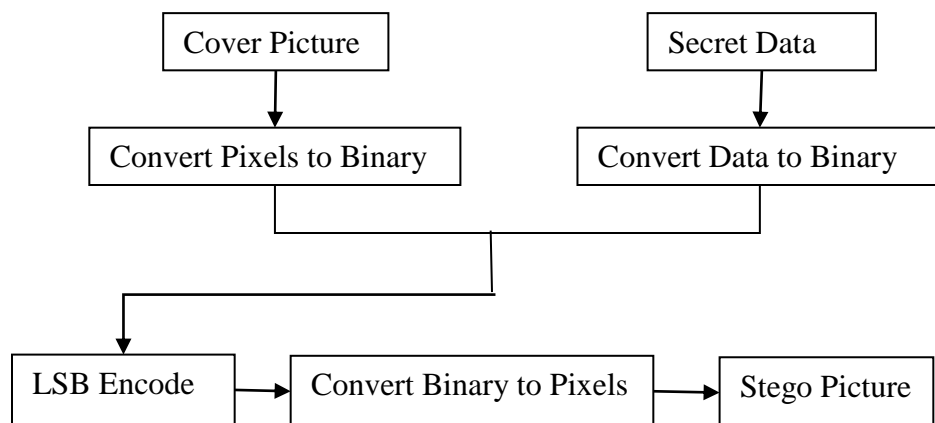 Cover Picture
Secret Data
Convert Pixels to Binary
Convert Data to Binary
LSB Encode
Convert Binary to Pixels
Stego Picture